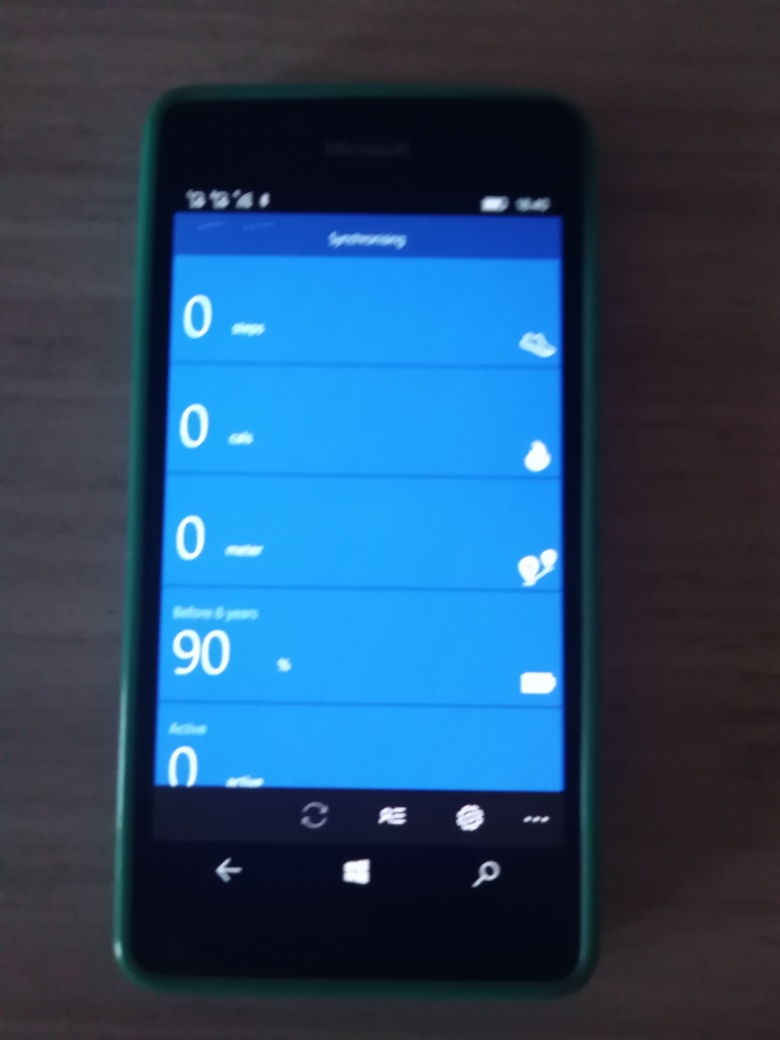 Microsoft
Synchronising
0 steps
0 cals
0 meter
Before 8 years
90 %
Active
0 active